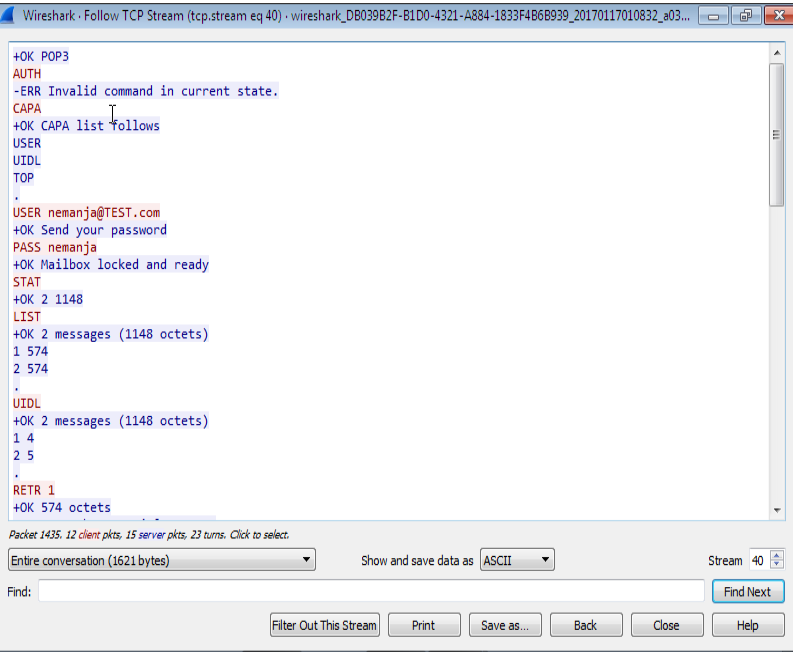 Wireshark · Follow TCP Stream (tcp.stream eq 40) · wireshark_DB039B2F-B1D0-4321-A884-1833F4B6B939_20170117010832_a03...
+OK POP3
AUTH
-ERR Invalid command in current state.
CAPA
+OK CAPA list follows
USER
UIDL
TOP
.
USER nemanja@TEST.com
+OK Send your password
PASS nemanja
+OK Mailbox locked and ready
STAT
+OK 2 1148
LIST
+OK 2 messages (1148 octets)
1 574
2 574
.
UIDL
+OK 2 messages (1148 octets)
1 4
2 5
.
RETR 1
+OK 574 octets
Packet 1435. 12 client pkts, 15 server pkts, 23 turns. Click to select.
Entire conversation (1621 bytes) Show and save data as ASCII Stream 40
Find: Find Next
Filter Out This Stream Print Save as... Back Close Help